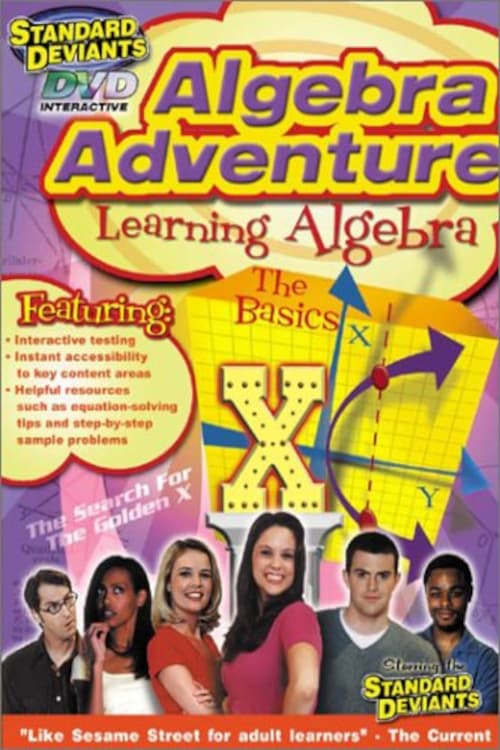 STANDARD
DEVIANTS
DVD
INTERACTIVE
Algebra
Adventure
Learning Algebra
The
Basics
Featuring:
• Interactive testing
• Instant accessibility
to key content areas
• Helpful resources
such as equation-solving
tips and step-by-step
sample problems
X
Y
X
The Search For
The Golden X
Starring the
STANDARD
DEVIANTS
"Like Sesame Street for adult learners" - The Current